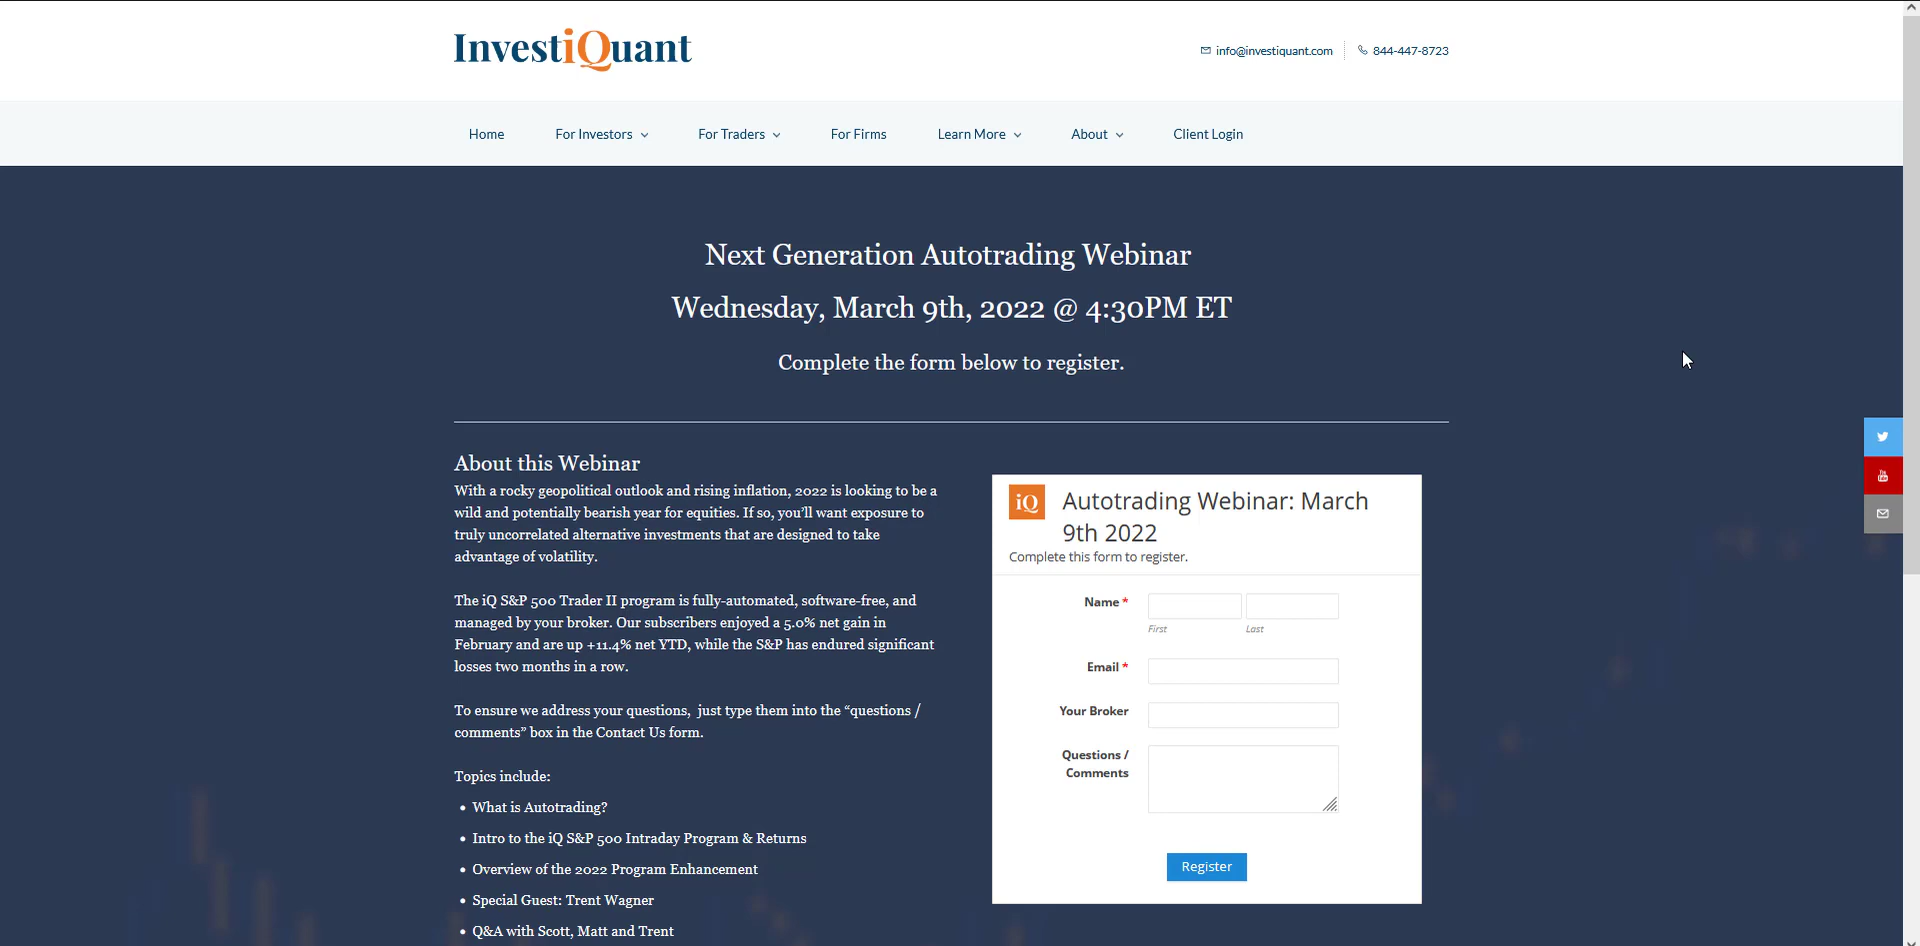 InvestiQuant
info@investiquant.com
844-447-8723
Home
For Investors
For Traders
For Firms
Learn More
About
Client Login
Next Generation Autotrading Webinar
Wednesday, March 9th, 2022 @ 4:30PM ET
Complete the form below to register.
About this Webinar
With a rocky geopolitical outlook and rising inflation, 2022 is looking to be a
wild and potentially bearish year for equities. If so, you’ll want exposure to
truly uncorrelated alternative investments that are designed to take
advantage of volatility.
The iQ S&P 500 Trader II program is fully-automated, software-free, and
managed by your broker. Our subscribers enjoyed a 5.0% net gain in
February and are up +11.4% net YTD, while the S&P has endured significant
losses two months in a row.
To ensure we address your questions,  just type them into the “questions /
comments” box in the Contact Us form.
Topics include:
• What is Autotrading?
• Intro to the iQ S&P 500 Intraday Program & Returns
• Overview of the 2022 Program Enhancement
• Special Guest: Trent Wagner
• Q&A with Scott, Matt and Trent
iQ
Autotrading Webinar: March
9th 2022
Complete this form to register.
Name *
First
Last
Email *
Your Broker
Questions /
Comments
Register
You